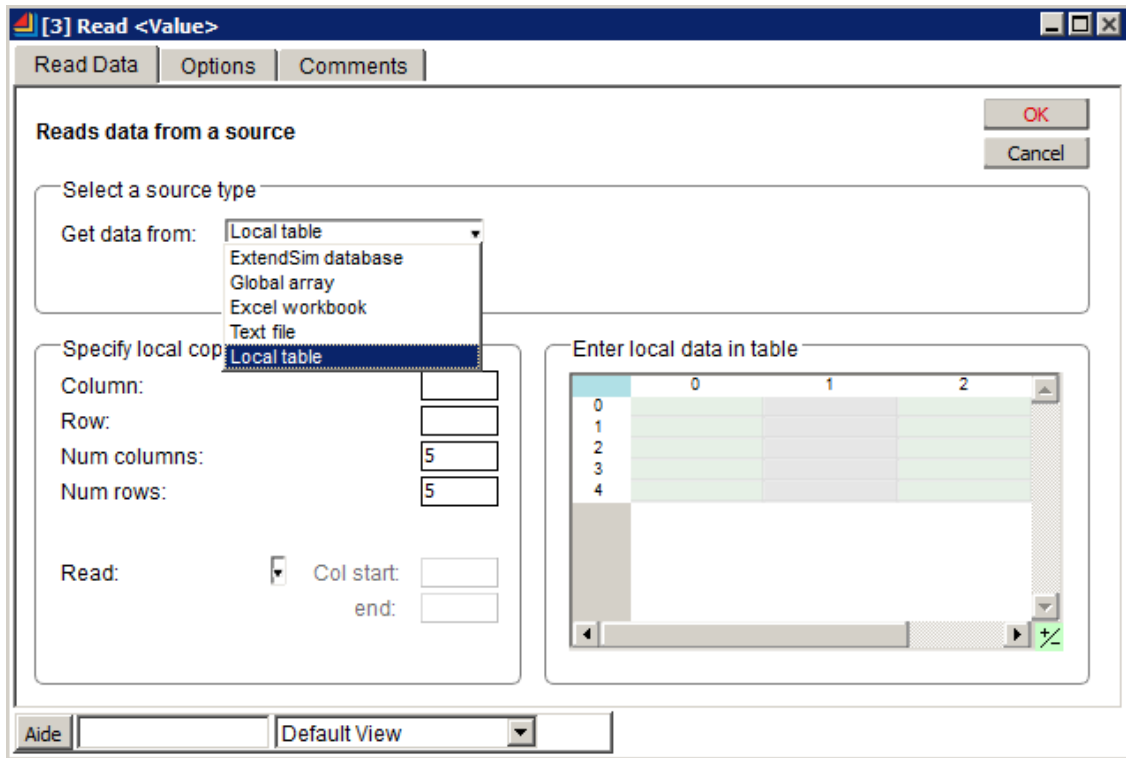 [3] Read <Value>
Read Data Options Comments
Reads data from a source
OK
Cancel
Select a source type
Get data from: Local table
ExtendSim database
Global array
Excel workbook
Text file
Local table
Specify local cop
Column:
Row:
Num columns: 5
Num rows: 5
Read: Col start:
end:
Enter local data in table
0 1 2
0
1
2
3
4
+/-
Aide Default View